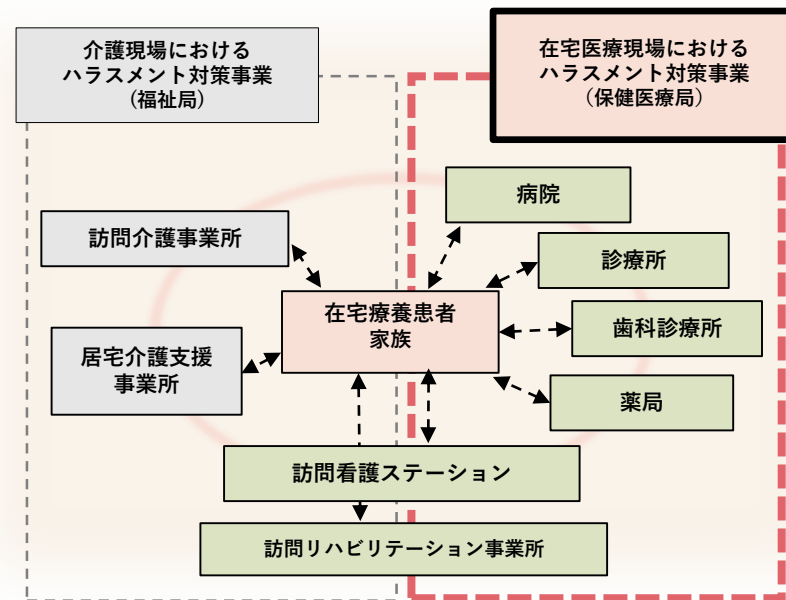 介護現場における
ハラスメント対策事業
(福祉局)
在宅医療現場における
ハラスメント対策事業
（保健医療局）
病院
訪問介護事業所
診療所
在宅療養患者
家族
歯科診療所
居宅介護支援
事業所
薬局
訪問看護ステーション
訪問リハビリテーション事業所